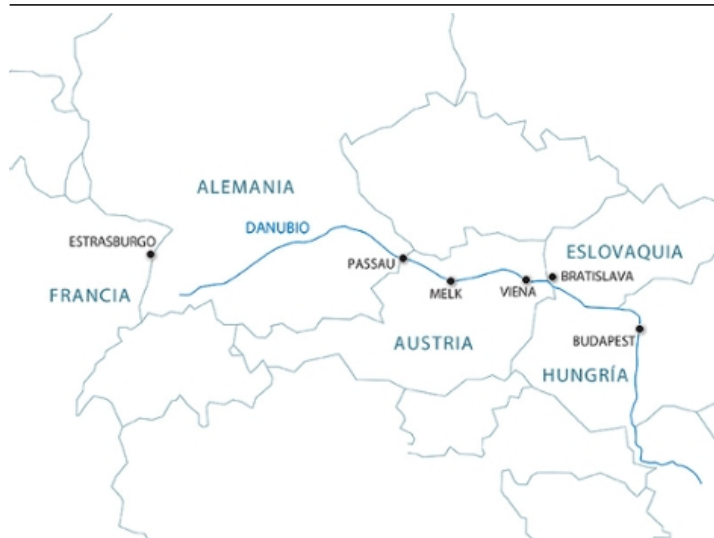 ALEMANIA
DANUBIO
ESTRASBURGO
PASSAU
ESLOVAQUIA
BRATISLAVA
FRANCIA
MELK
VIENA
AUSTRIA
BUDAPEST
HUNGRÍA